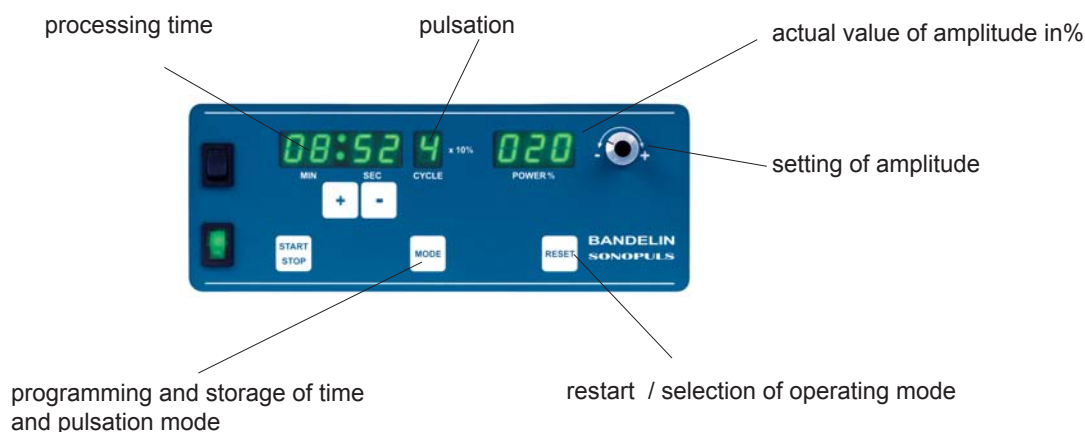 processing time
pulsation
actual value of amplitude in%
08:52 4 x 10% 020
- +
setting of amplitude
MIN SEC CYCLE POWER %
+ -
START
STOP
MODE
RESET
BANDELIN
SONOPULS
programming and storage of time
and pulsation mode
restart / selection of operating mode